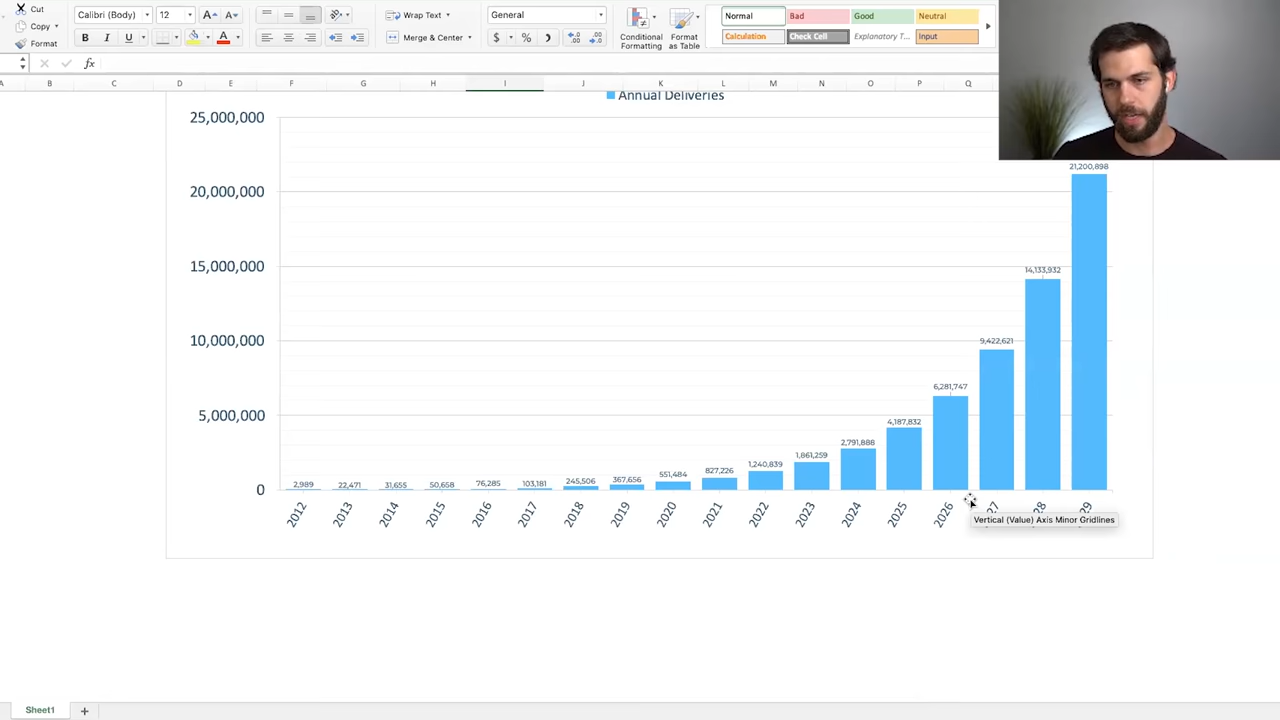 Cut
Copy
Format
Calibri (Body) 12 A A
B I U A
Wrap Text
Merge & Center
General
$ % )
Conditional Formatting
Format as Table
Normal Bad Good Neutral
Calculation Check Cell Explanatory T... Input
fx
A B C D E F G H I J K L M N O P Q
Annual Deliveries
25,000,000
20,000,000
15,000,000
10,000,000
5,000,000
0
21,200,898
14,133,932
9,422,621
6,281,747
4,187,832
2,791,888
1,861,259
1,240,839
827,226
551,484
367,656
245,506
103,181
76,285
50,658
31,655
22,471
2,989
2012 2013 2014 2015 2016 2017 2018 2019 2020 2021 2022 2023 2024 2025 2026 27 28 29
Vertical (Value) Axis Minor Gridlines
Sheet1 +